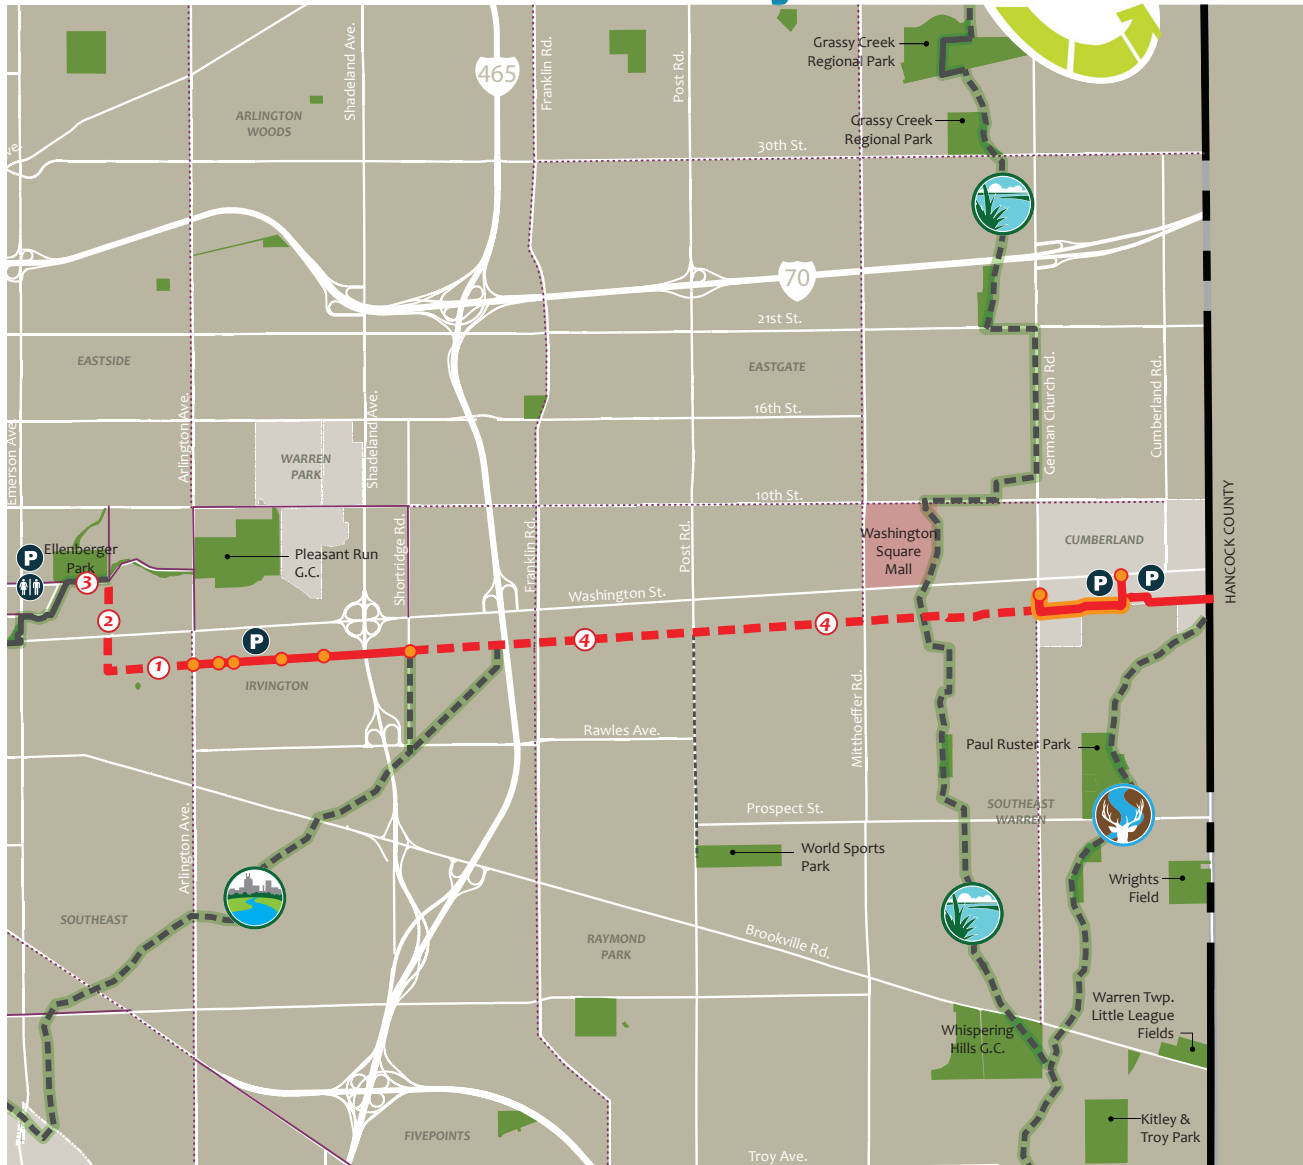 Grassy Creek
Regional Park
465
Shadeland Ave.
Franklin Rd.
Post Rd.
ARLINGTON
WOODS
Grassy Creek
Regional Park
30th St.
70
21st St.
EASTSIDE
EASTGATE
German Church Rd.
Cumberland Rd.
16th St.
Emerson Ave.
Arlington Ave.
Shadeland Ave.
WARREN
PARK
10th St.
HANCOCK COUNTY
P
Ellenberger
Park
3
Pleasant Run
G.C.
Shortridge Rd.
Franklin Rd.
Post Rd.
Washington
Square
Mall
CUMBERLAND
P
P
Washington St.
2
P
1
4
4
IRVINGTON
Mitthoeffer Rd.
Rawles Ave.
Paul Ruster Park
Arlington Ave.
Prospect St.
SOUTHEAST
WARREN
World Sports
Park
Wrights
Field
SOUTHEAST
RAYMOND
PARK
Brookville Rd.
Warren Twp.
Little League
Fields
Whispering
Hills G.C.
Kitley &
Troy Park
FIVEPOINTS
Troy Ave.